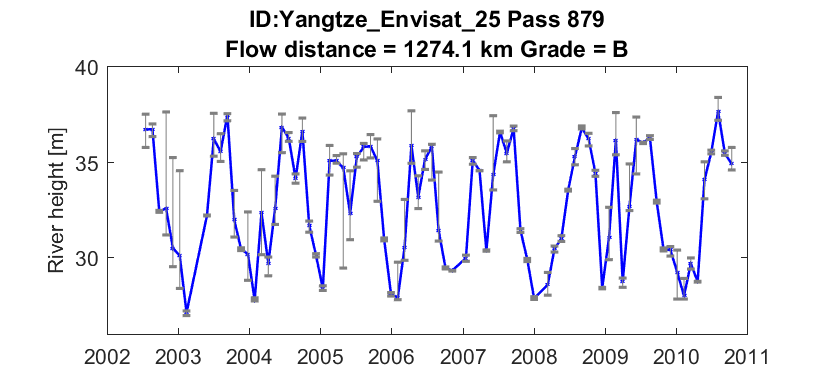 ID:Yangtze_Envisat_25 Pass 879
Flow distance = 1274.1 km Grade = B
River height [m]
40
35
30
2002 2003 2004 2005 2006 2007 2008 2009 2010 2011